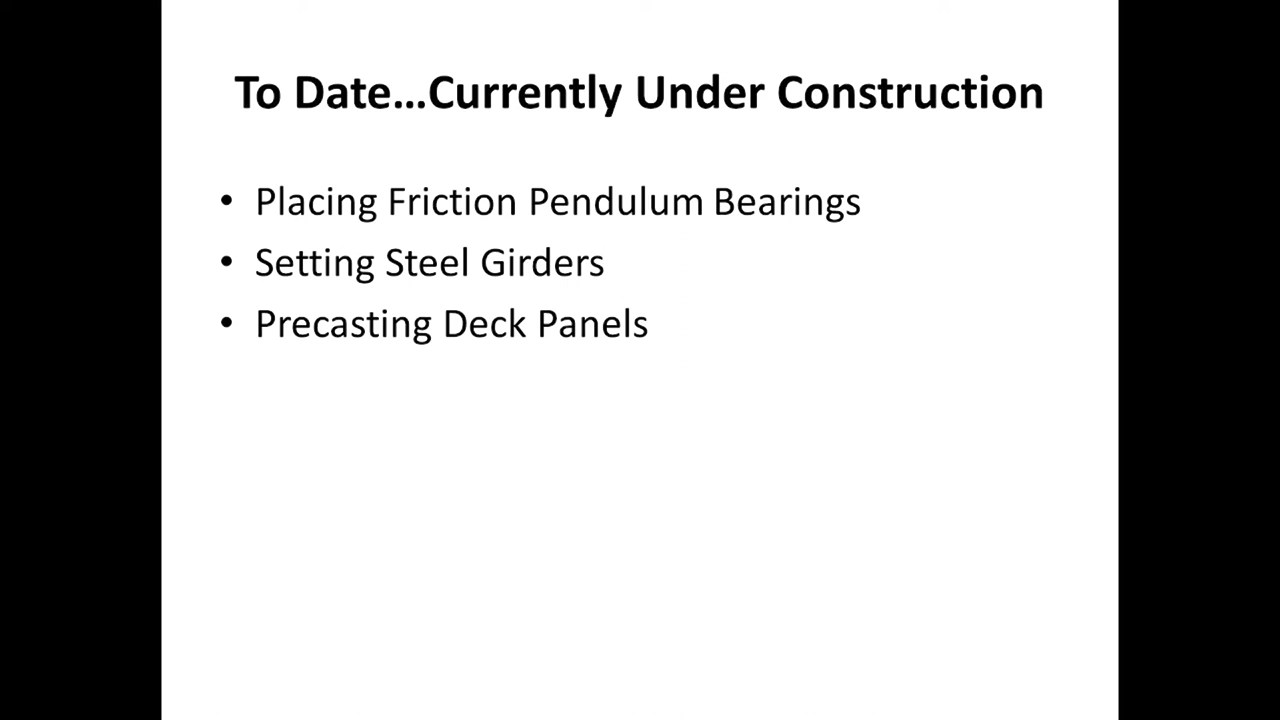 To Date...Currently Under Construction
• Placing Friction Pendulum Bearings
• Setting Steel Girders
• Precasting Deck Panels